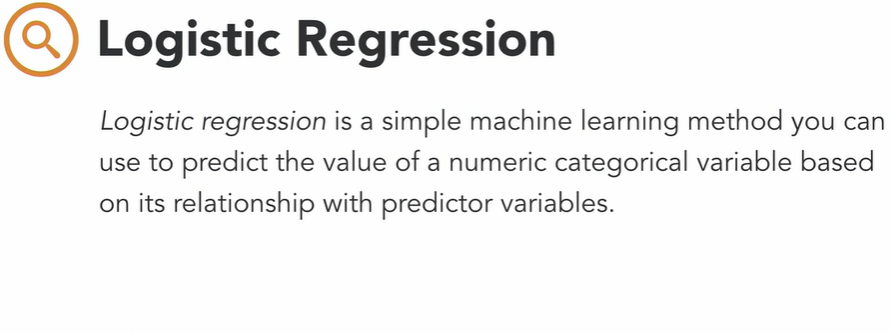 Logistic Regression
Logistic regression is a simple machine learning method you can
use to predict the value of a numeric categorical variable based
on its relationship with predictor variables.